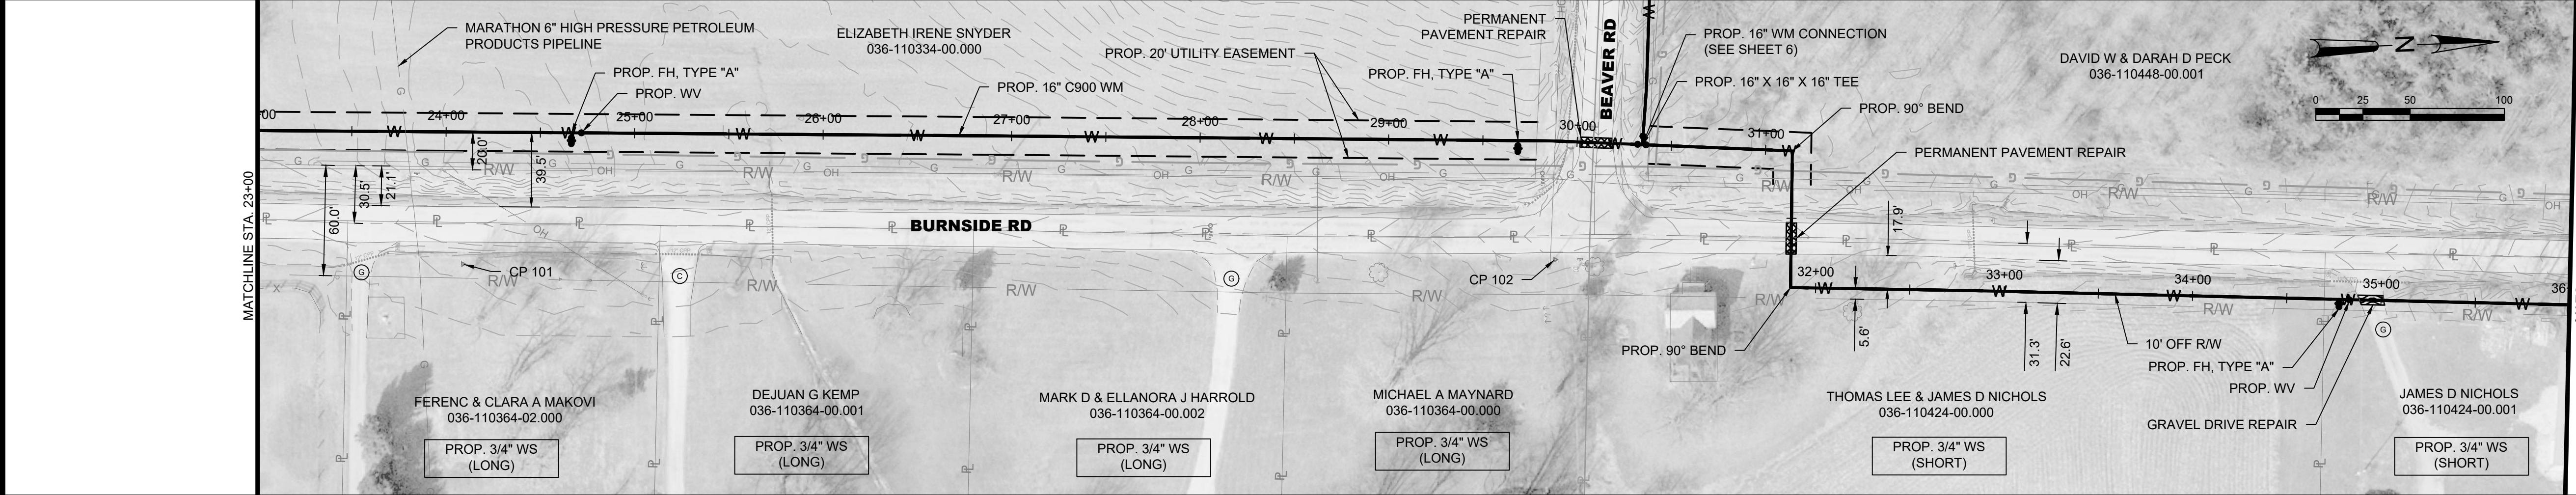 MATCHLINE STA. 23+00
MARATHON 6" HIGH PRESSURE PETROLEUM
PRODUCTS PIPELINE
ELIZABETH IRENE SNYDER
036-110334-00.000
PROP. FH, TYPE "A"
PROP. WV
PROP. 16" C900 WM
PROP. 20' UTILITY EASEMENT
PERMANENT
PAVEMENT REPAIR
PROP. FH, TYPE "A"
BEAVER RD
PROP. 16" WM CONNECTION
(SEE SHEET 6)
PROP. 16" X 16" X 16" TEE
PROP. 90° BEND
PERMANENT PAVEMENT REPAIR
DAVID W & DARAH D PECK
036-110448-00.001
N
0 25 50 100
00 24+00 25+00 26+00 27+00 28+00 29+00 30+00 31+00
W W W W W W W W W W W
20.0'
39.5'
60.0'
30.5'
21.1'
G G G OH G OH G OH G G OH G OH G OH
R/W R/W R/W R/W R/W R/W
BURNSIDE RD
CP 101
CP 102
G
C
G
R/W R/W R/W R/W
17.9'
32+00 33+00 34+00 35+00 36
W W W W W
R/W R/W
G
5.6'
31.3'
22.6'
PROP. 90° BEND
10' OFF R/W
PROP. FH, TYPE "A"
PROP. WV
GRAVEL DRIVE REPAIR
FERENC & CLARA A MAKOVI
036-110364-02.000
PROP. 3/4" WS
(LONG)
DEJUAN G KEMP
036-110364-00.001
PROP. 3/4" WS
(LONG)
MARK D & ELLANORA J HARROLD
036-110364-00.002
PROP. 3/4" WS
(LONG)
MICHAEL A MAYNARD
036-110364-00.000
PROP. 3/4" WS
(LONG)
THOMAS LEE & JAMES D NICHOLS
036-110424-00.000
PROP. 3/4" WS
(SHORT)
JAMES D NICHOLS
036-110424-00.001
PROP. 3/4" WS
(SHORT)